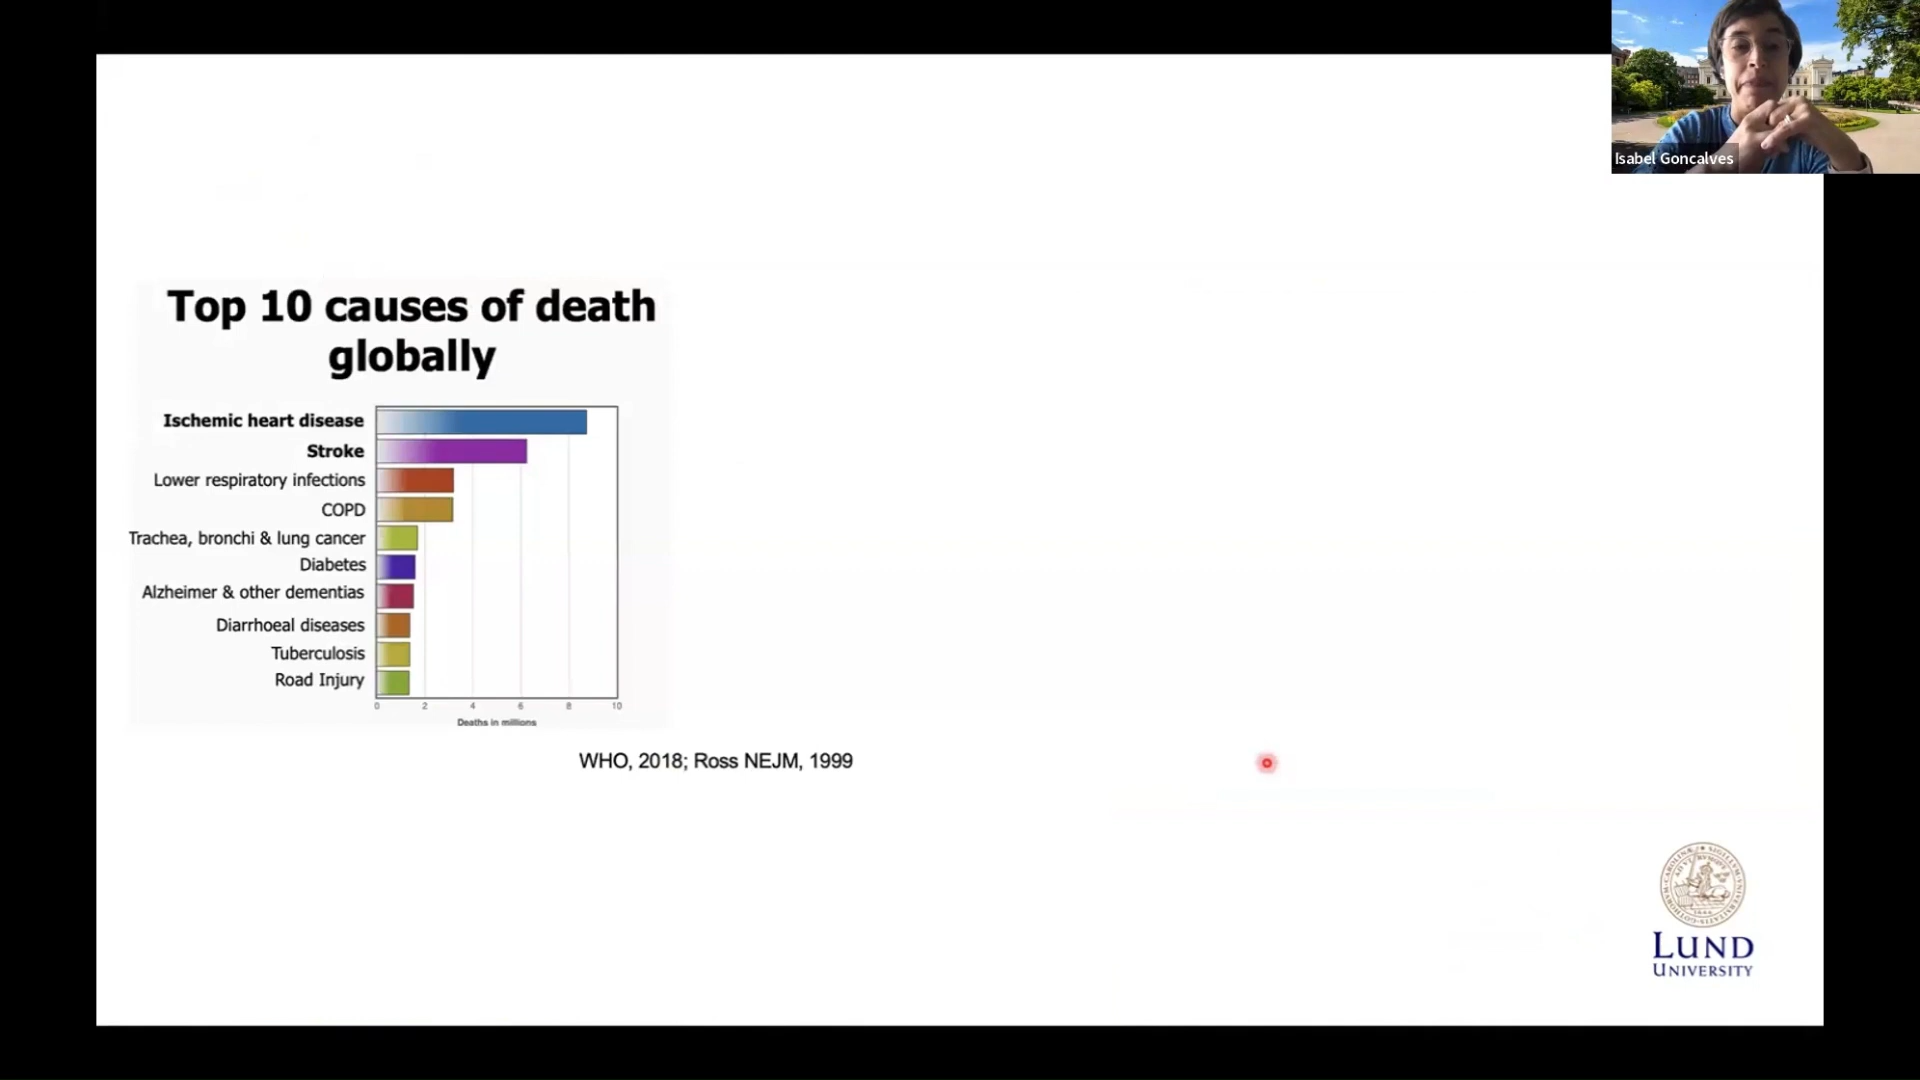 Isabel Goncalves
Top 10 causes of death
globally
Ischemic heart disease
Stroke
Lower respiratory infections
COPD
Trachea, bronchi & lung cancer
Diabetes
Alzheimer & other dementias
Diarrhoeal diseases
Tuberculosis
Road Injury
0 2 4 6 8 10
Deaths in millions
WHO, 2018; Ross NEJM, 1999
LUND
UNIVERSITY